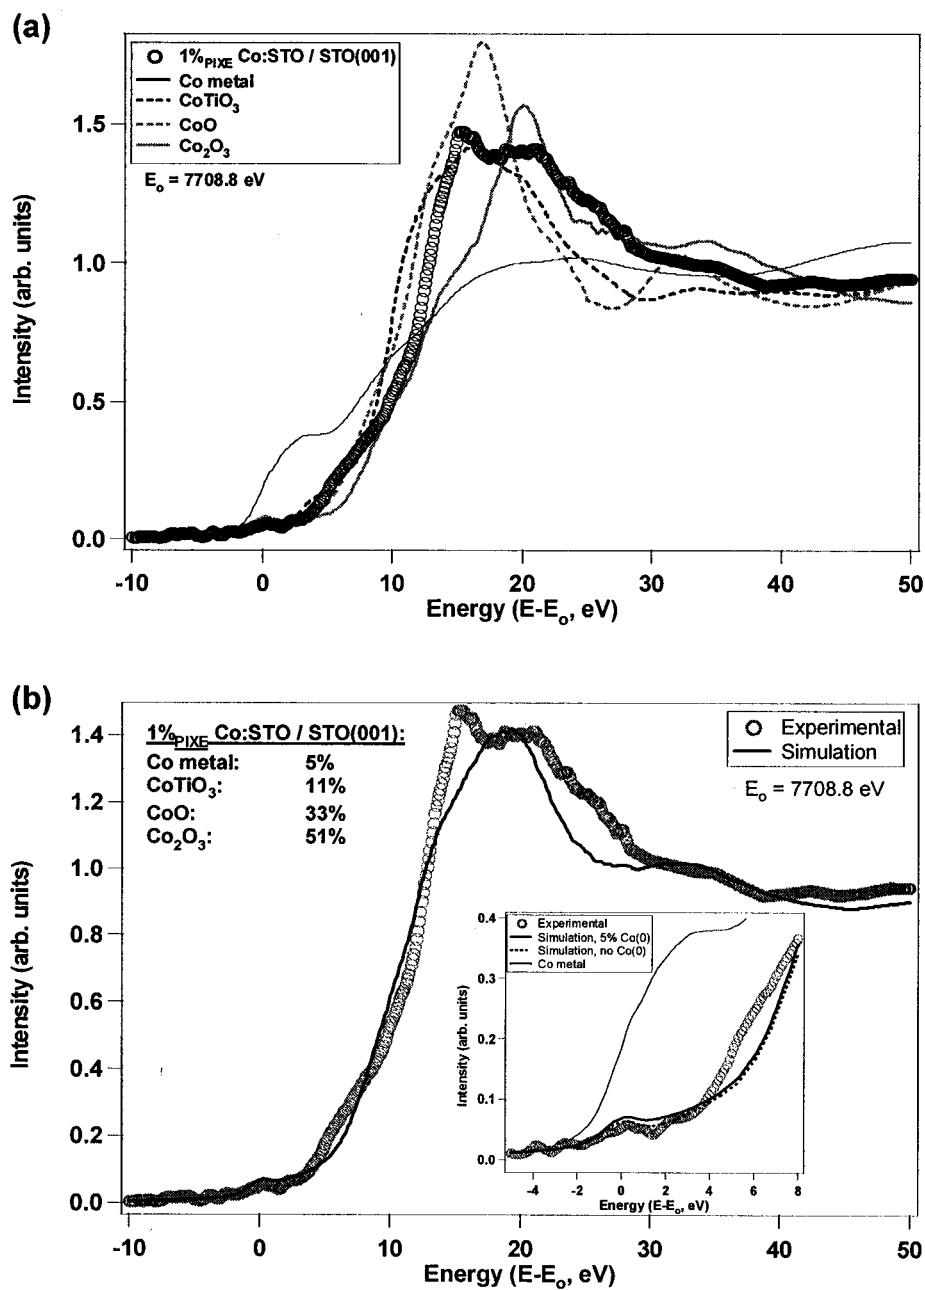 (a)
1%PIXE Co:STO / STO(001)
Co metal
CoTiO3
CoO
Co2O3
Eo = 7708.8 eV
Intensity (arb. units)
1.5
1.0
0.5
0.0
-10 0 10 20 30 40 50
Energy (E-Eo, eV)
(b)
1%PIXE Co:STO / STO(001):
Co metal: 5%
CoTiO3: 11%
CoO: 33%
Co2O3: 51%
Experimental
Simulation
Eo = 7708.8 eV
Intensity (arb. units)
1.4
1.2
1.0
0.8
0.6
0.4
0.2
0.0
Experimental
Simulation, 5% Co(0)
Simulation, no Co(0)
Co metal
Intensity (arb. units)
0.4
0.3
0.2
0.1
0.0
-4 -2 0 2 4 6 8
Energy (E-Eo, eV)
-10 0 10 20 30 40 50
Energy (E-Eo, eV)